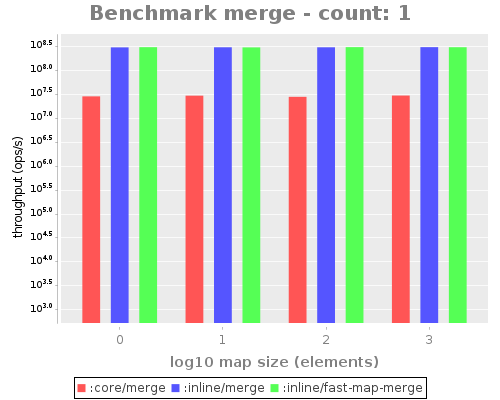 Benchmark merge - count: 1
throughput (ops/s)
10^8.5
10^8.0
10^7.5
10^7.0
10^6.5
10^6.0
10^5.5
10^5.0
10^4.5
10^4.0
10^3.5
10^3.0
0 1 2 3
log10 map size (elements)
:core/merge :inline/merge :inline/fast-map-merge